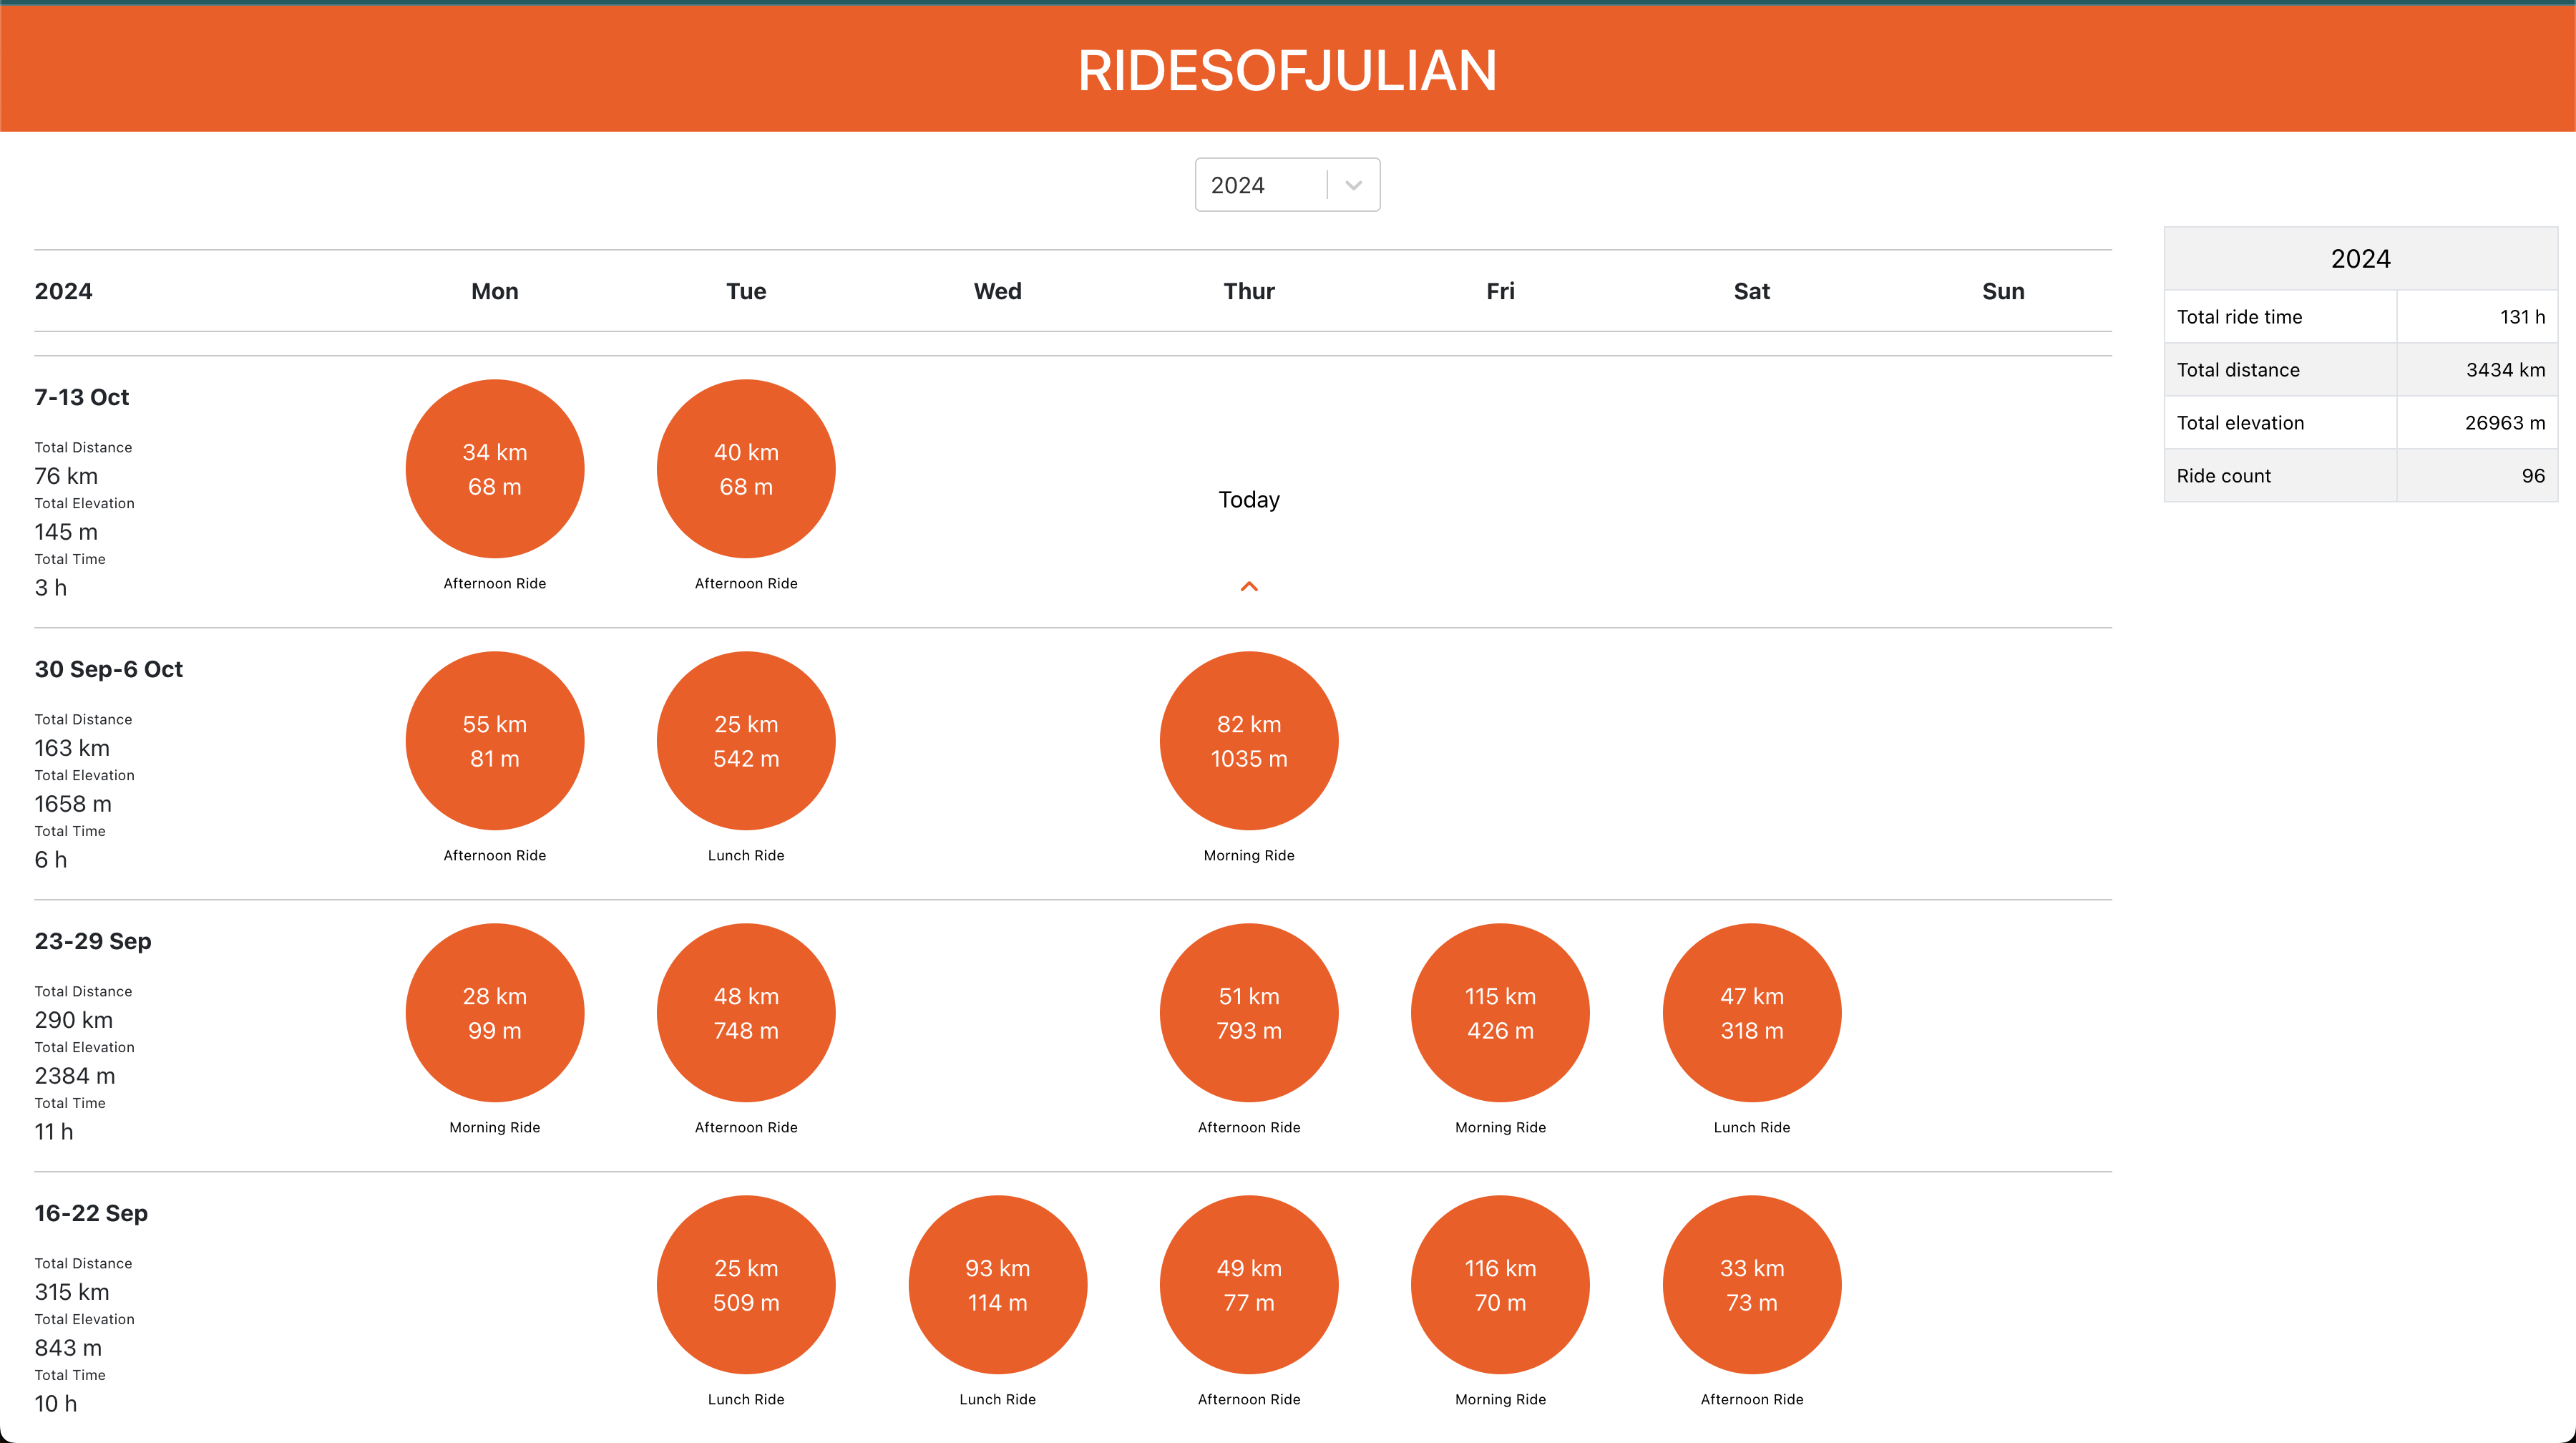 RIDESOFJULIAN
2024
2024 Mon Tue Wed Thur Fri Sat Sun
7-13 Oct
Total Distance
76 km
Total Elevation
145 m
Total Time
3 h
34 km
68 m
Afternoon Ride
40 km
68 m
Afternoon Ride
Today
30 Sep-6 Oct
Total Distance
163 km
Total Elevation
1658 m
Total Time
6 h
55 km
81 m
Afternoon Ride
25 km
542 m
Lunch Ride
82 km
1035 m
Morning Ride
23-29 Sep
Total Distance
290 km
Total Elevation
2384 m
Total Time
11 h
28 km
99 m
Morning Ride
48 km
748 m
Afternoon Ride
51 km
793 m
Afternoon Ride
115 km
426 m
Morning Ride
47 km
318 m
Lunch Ride
16-22 Sep
Total Distance
315 km
Total Elevation
843 m
Total Time
10 h
25 km
509 m
Lunch Ride
93 km
114 m
Lunch Ride
49 km
77 m
Afternoon Ride
116 km
70 m
Morning Ride
33 km
73 m
Afternoon Ride
2024
Total ride time 131 h
Total distance 3434 km
Total elevation 26963 m
Ride count 96